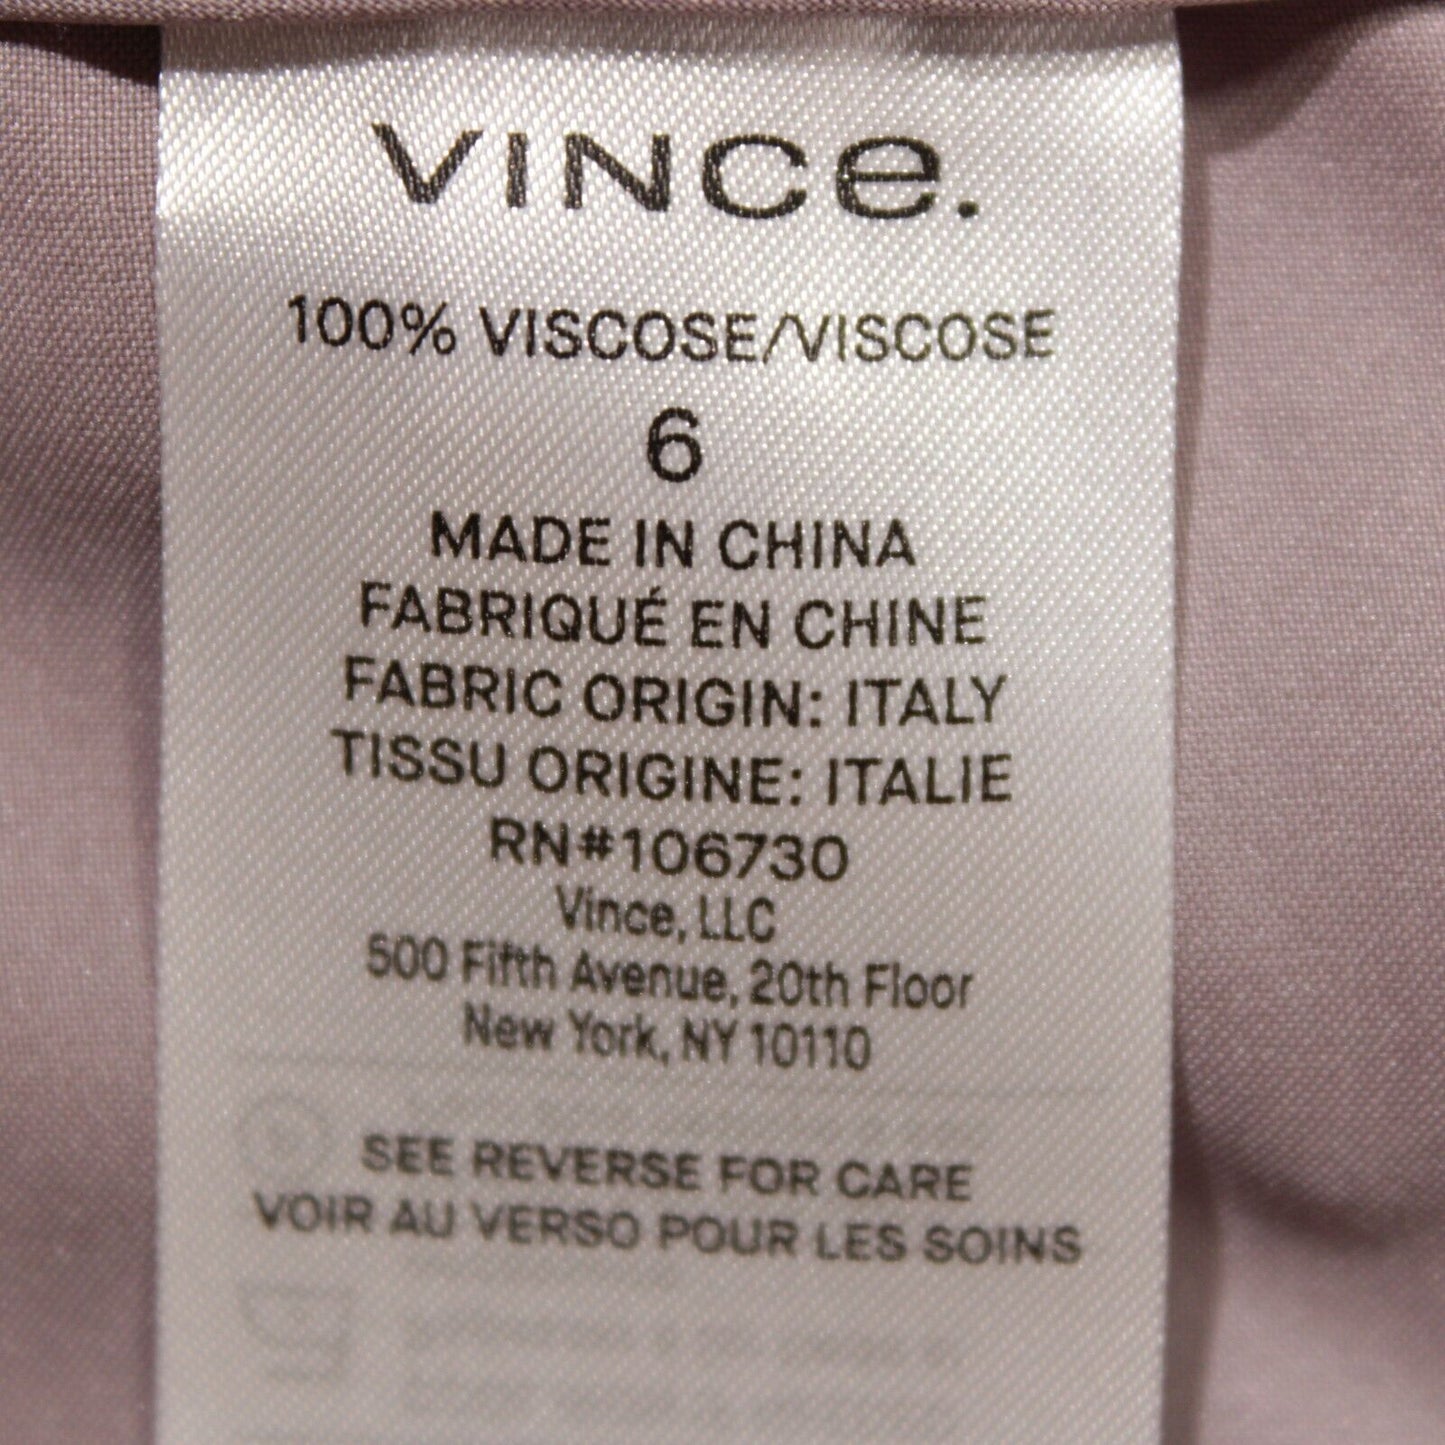 VINCe.
100% VISCOSE/VISCOSE
6
MADE IN CHINA
FABRIQUÉ EN CHINE
FABRIC ORIGIN: ITALY
TISSU ORIGINE: ITALIE
RN#106730
Vince, LLC
500 Fifth Avenue, 20th Floor
New York, NY 10110
SEE REVERSE FOR CARE
VOIR AU VERSO POUR LES SOINS